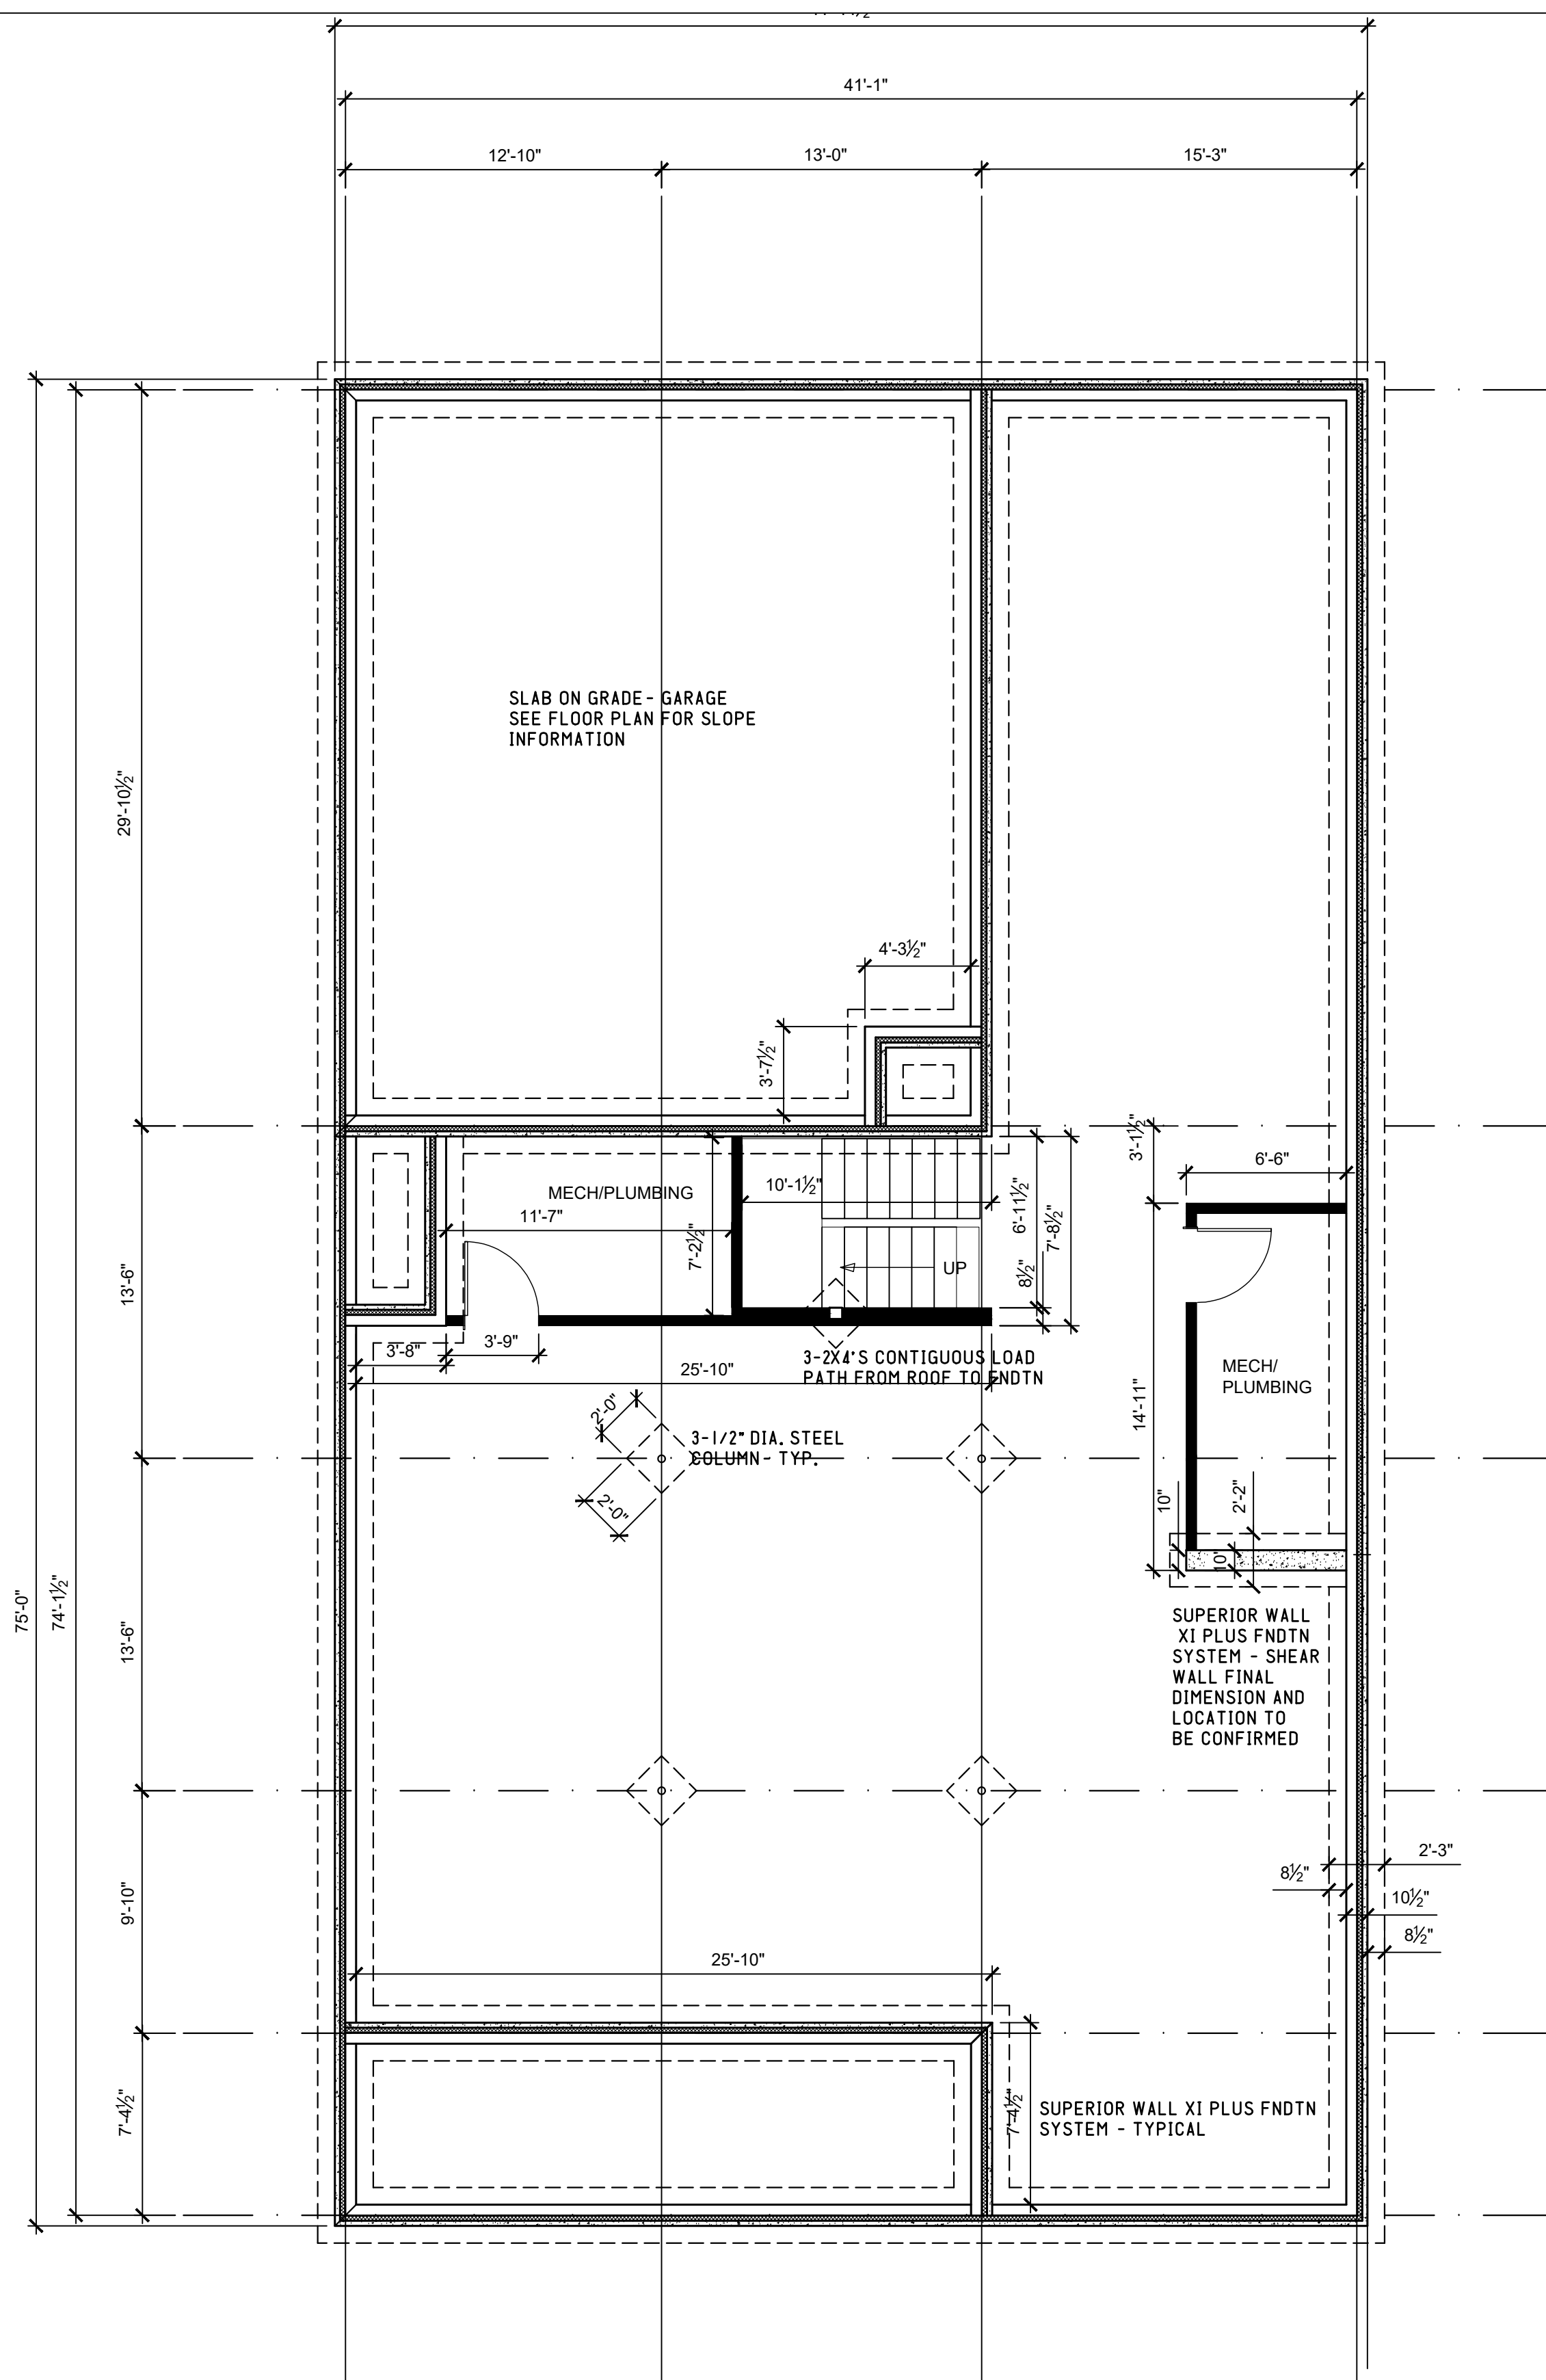 41'-1"
12'-10"
13'-0"
15'-3"
SLAB ON GRADE- GARAGE
SEE FLOOR PLAN FOR SLOPE
INFORMATION
29'-10½"
4'-3½"
3'-7½"
3'-1½"
6'-6"
MECH/PLUMBING
10'-1½"
11'-7"
7'-2½"
6'-11½"
7'-8½"
8½"
UP
13'-6"
3'-8"
3'-9"
25'-10"
3-2X4'S CONTIGUOUS LOAD
PATH FROM ROOF TO FNDTN
MECH/
PLUMBING
14'-11"
2'-0"
2'-0"
3-1/2" DIA. STEEL
COLUMN- TYP.
10"
2'-2"
10"
75'-0"
74'-1½"
13'-6"
SUPERIOR WALL
XI PLUS FNDTN
SYSTEM - SHEAR
WALL FINAL
DIMENSION AND
LOCATION TO
BE CONFIRMED
9'-10"
2'-3"
8½"
10½"
8½"
25'-10"
7'-4½"
7'-4½"
SUPERIOR WALL XI PLUS FNDTN
SYSTEM - TYPICAL